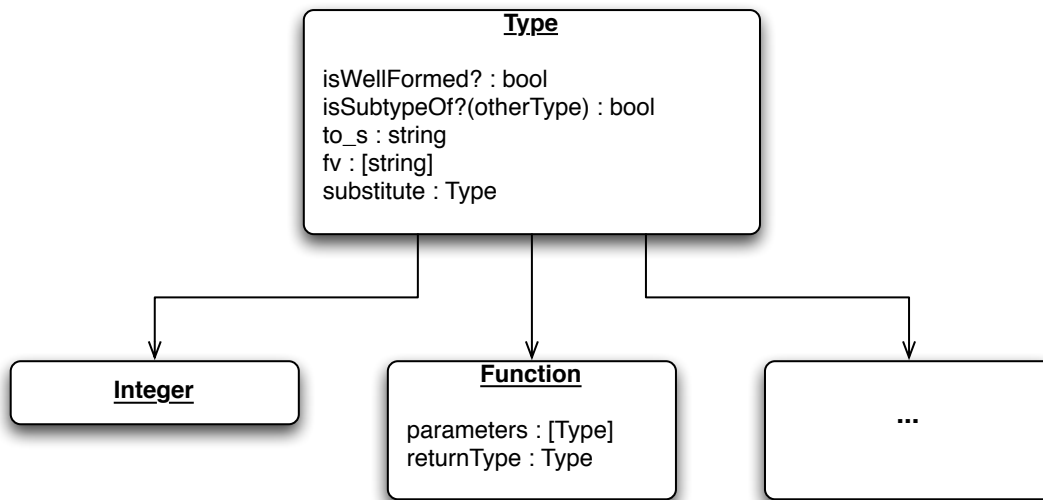 Type
isWellFormed? : bool
isSubtypeOf?(otherType) : bool
to_s : string
fv : [string]
substitute : Type
Integer
Function
parameters : [Type]
returnType : Type
...